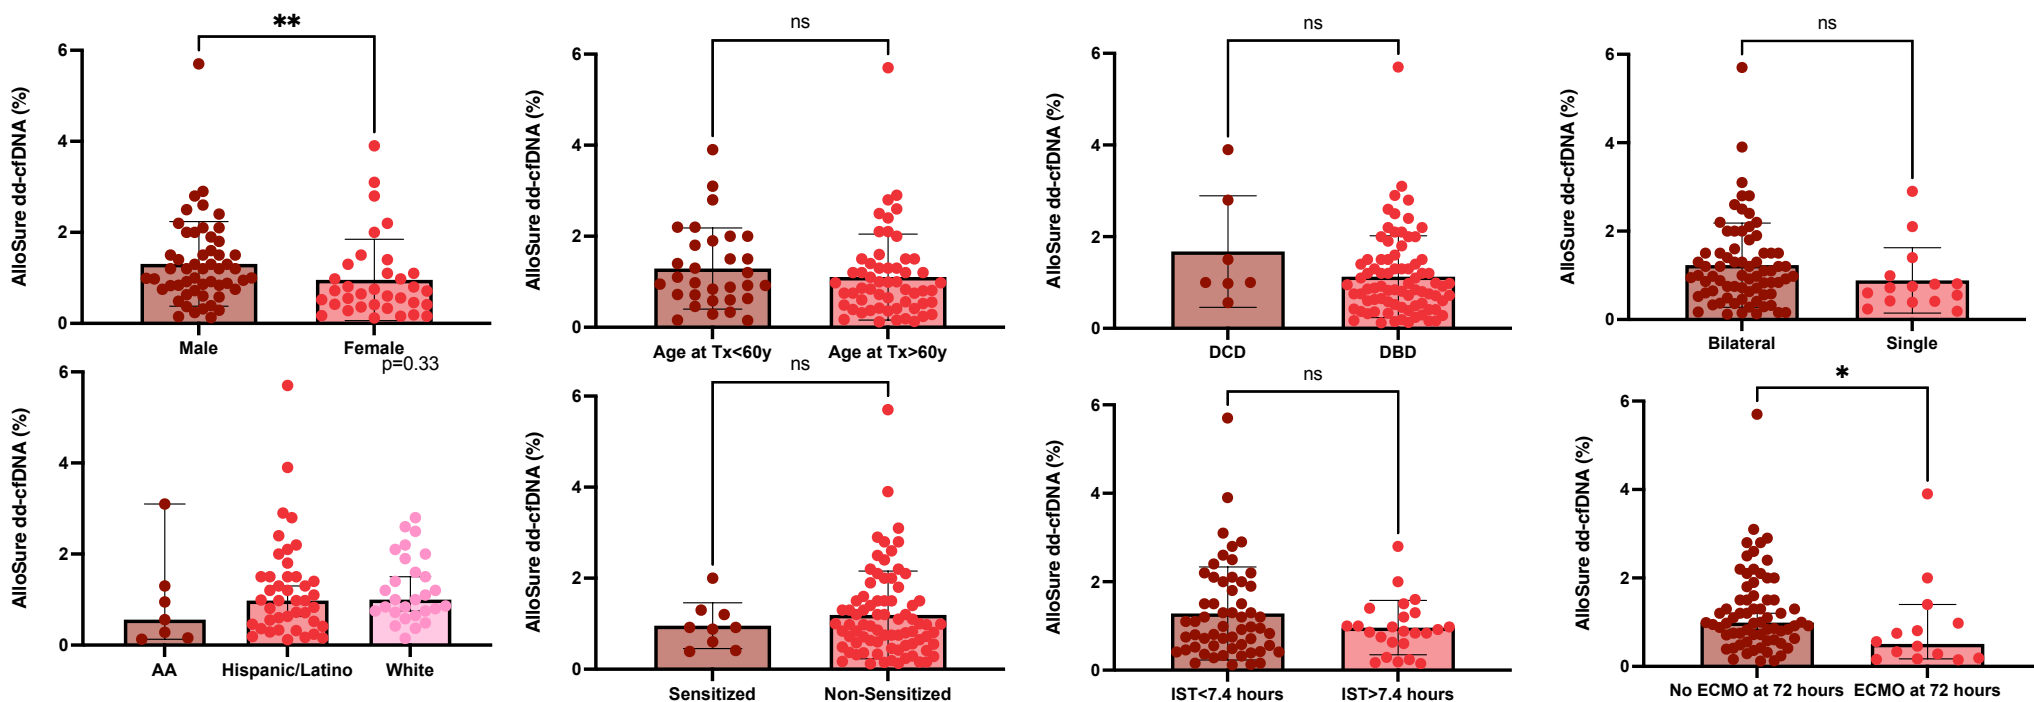 **
6
4
2
0
AlloSure dd-cfDNA (%)
Male
Female
ns
6
4
2
0
AlloSure dd-cfDNA (%)
Age at Tx<60y
Age at Tx>60y
ns
6
4
2
0
AlloSure dd-cfDNA (%)
DCD
DBD
ns
6
4
2
0
AlloSure dd-cfDNA (%)
Bilateral
Single
p=0.33
6
4
2
0
AlloSure dd-cfDNA (%)
AA
Hispanic/Latino
White
ns
6
4
2
0
AlloSure dd-cfDNA (%)
Sensitized
Non-Sensitized
ns
6
4
2
0
AlloSure dd-cfDNA (%)
IST<7.4 hours
IST>7.4 hours
*
6
4
2
0
AlloSure dd-cfDNA (%)
No ECMO at 72 hours
ECMO at 72 hours